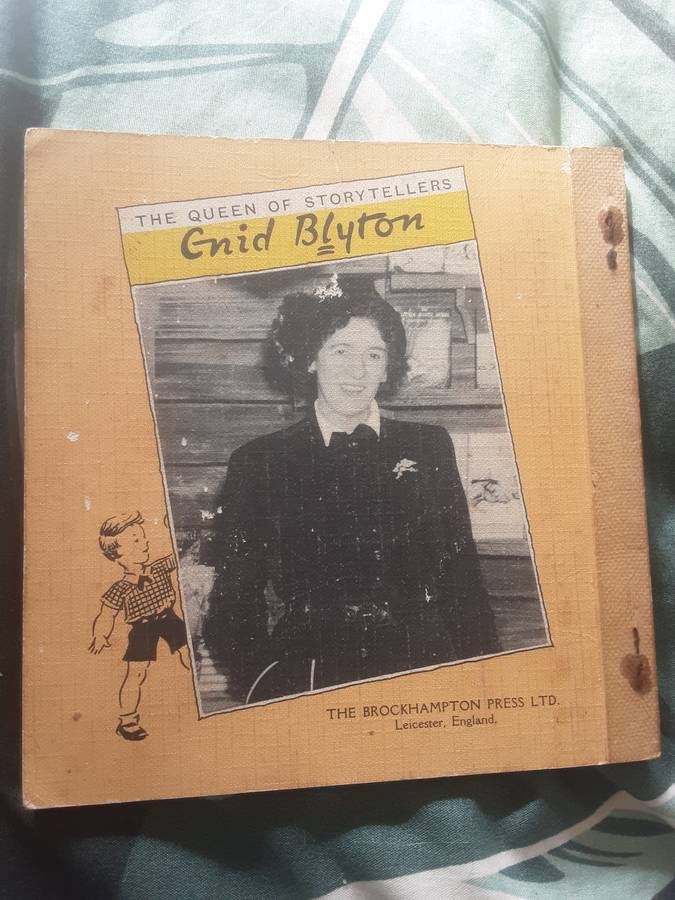 THE QUEEN OF STORYTELLERS
Enid Blyton
THE BROCKHAMPTON PRESS LTD.
Leicester, England.